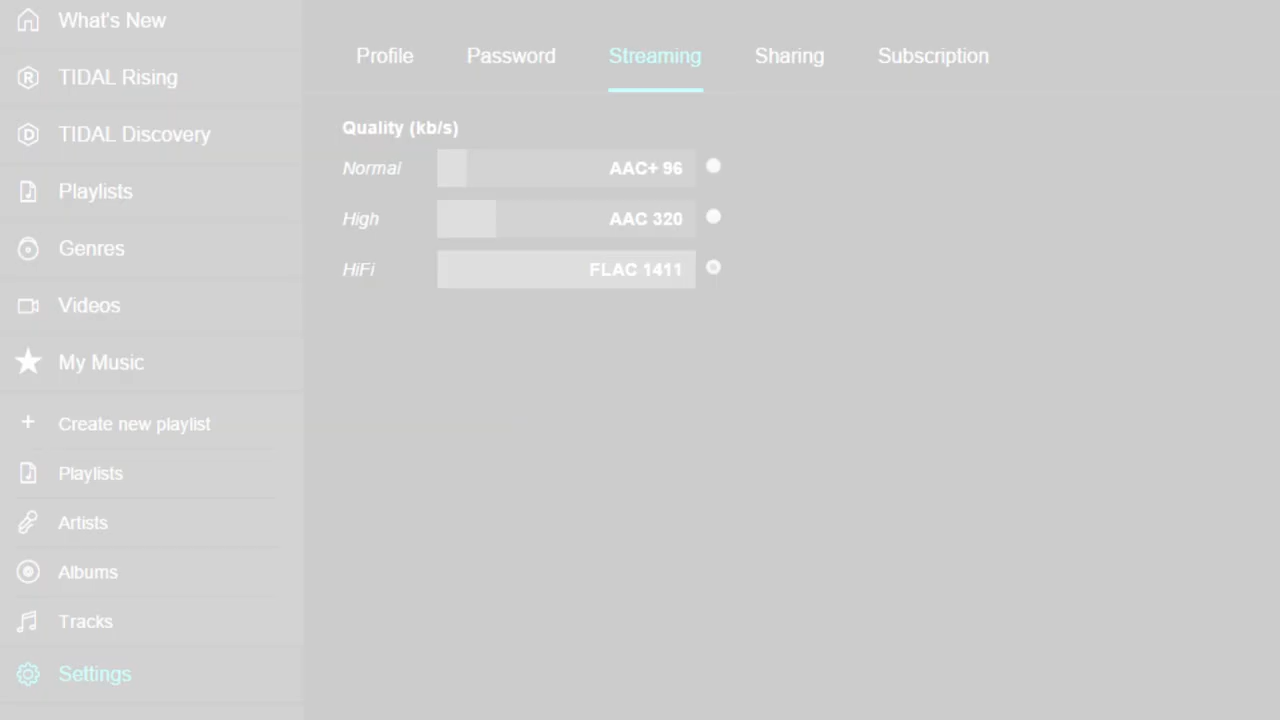 What's New
TIDAL Rising
TIDAL Discovery
Playlists
Genres
Videos
My Music
+ Create new playlist
Playlists
Artists
Albums
Tracks
Settings
Profile Password Streaming Sharing Subscription
Quality (kb/s)
Normal AAC+ 96
High AAC 320
HiFi FLAC 1411